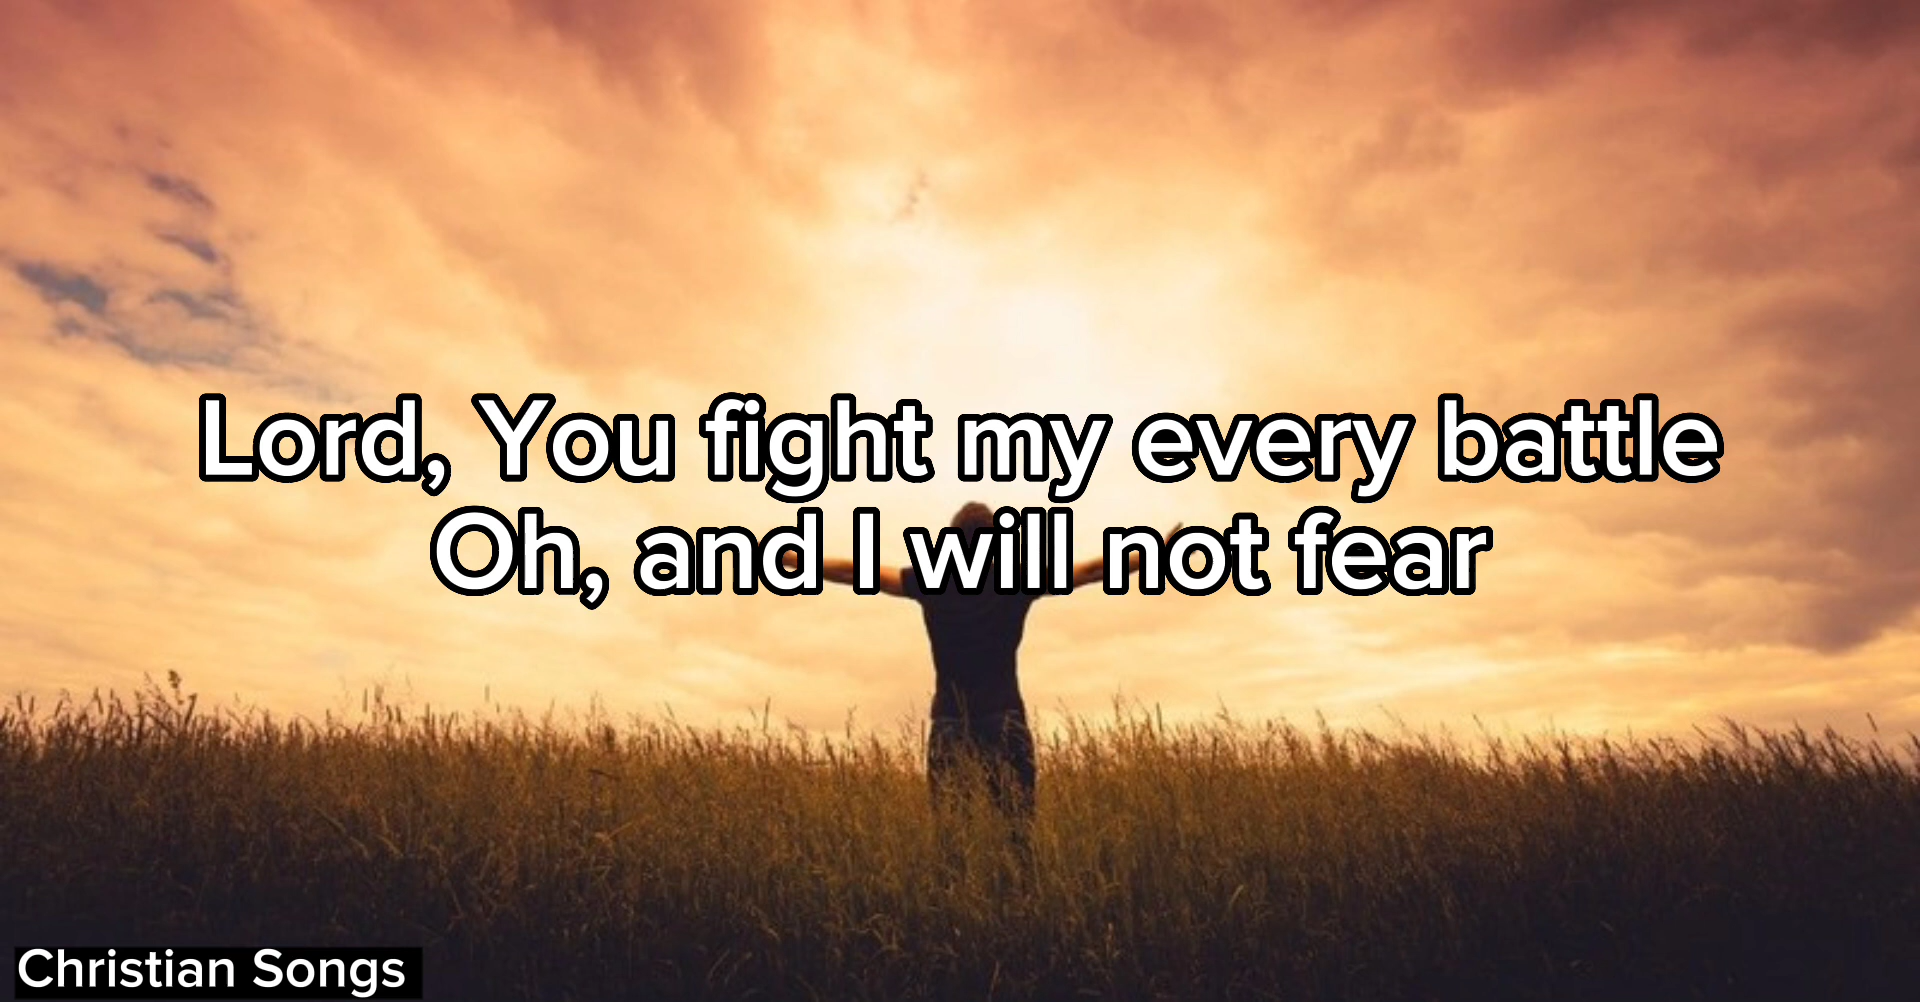 Lord, You fight my every battle
Oh, and I will not fear
Christian Songs